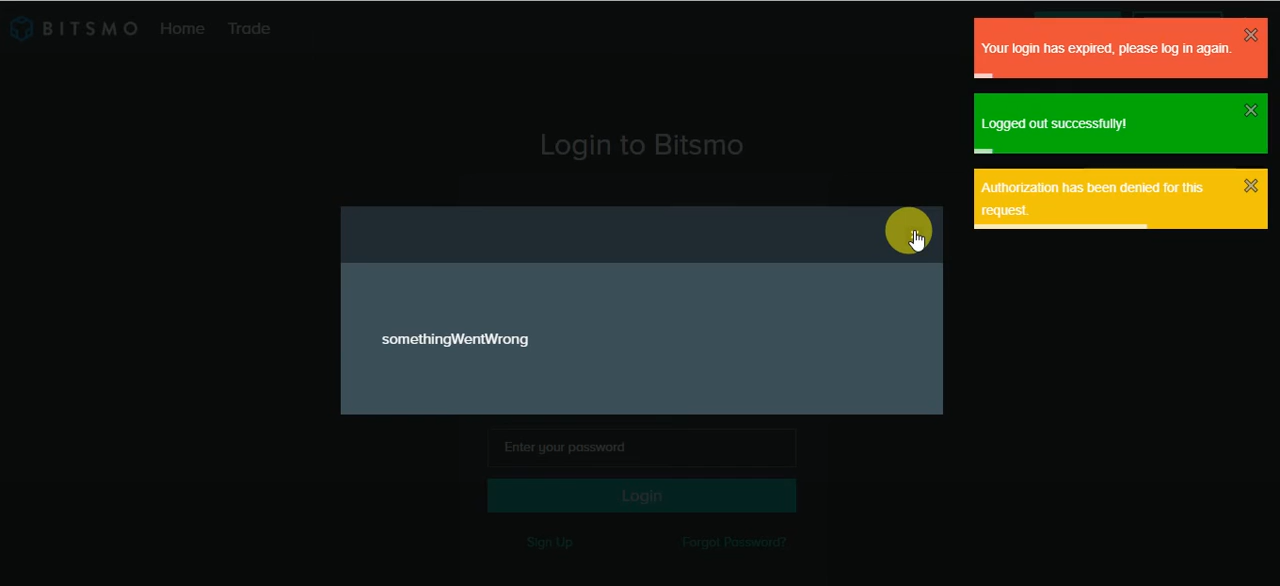 BITSMO Home Trade
Your login has expired, please log in again.
Logged out successfully!
Authorization has been denied for this
request.
Login to Bitsmo
somethingWentWrong
Enter your password
Login
Sign Up Forgot Password?